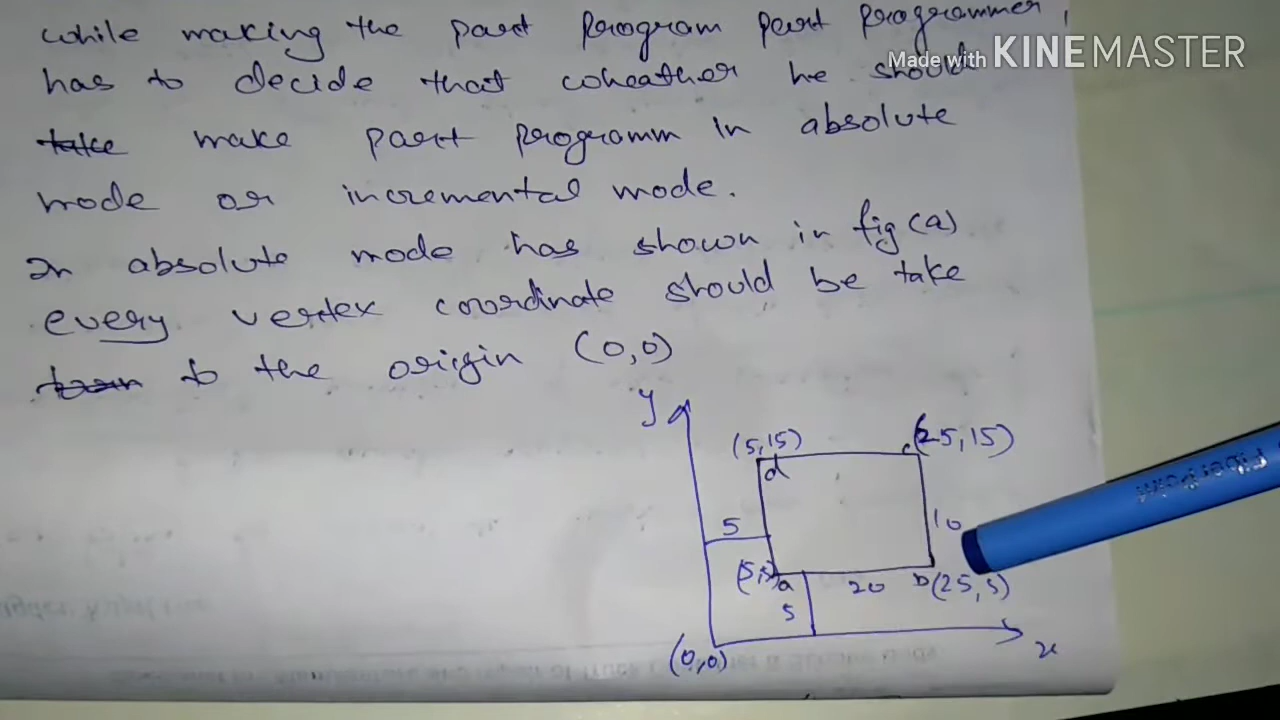 while making the part program part programmer,
Made with KINEMASTER
has to decide that wheather he should
take make part programm in absolute
mode or incremental mode.
In absolute mode has shown in fig (a)
every vertex coordinate should be take
to the origin (0,0)
y
(5,15) c (25,15)
d
5 10
(5,5) a 20 b (25,5)
5
(0,0) x
FiberPoint